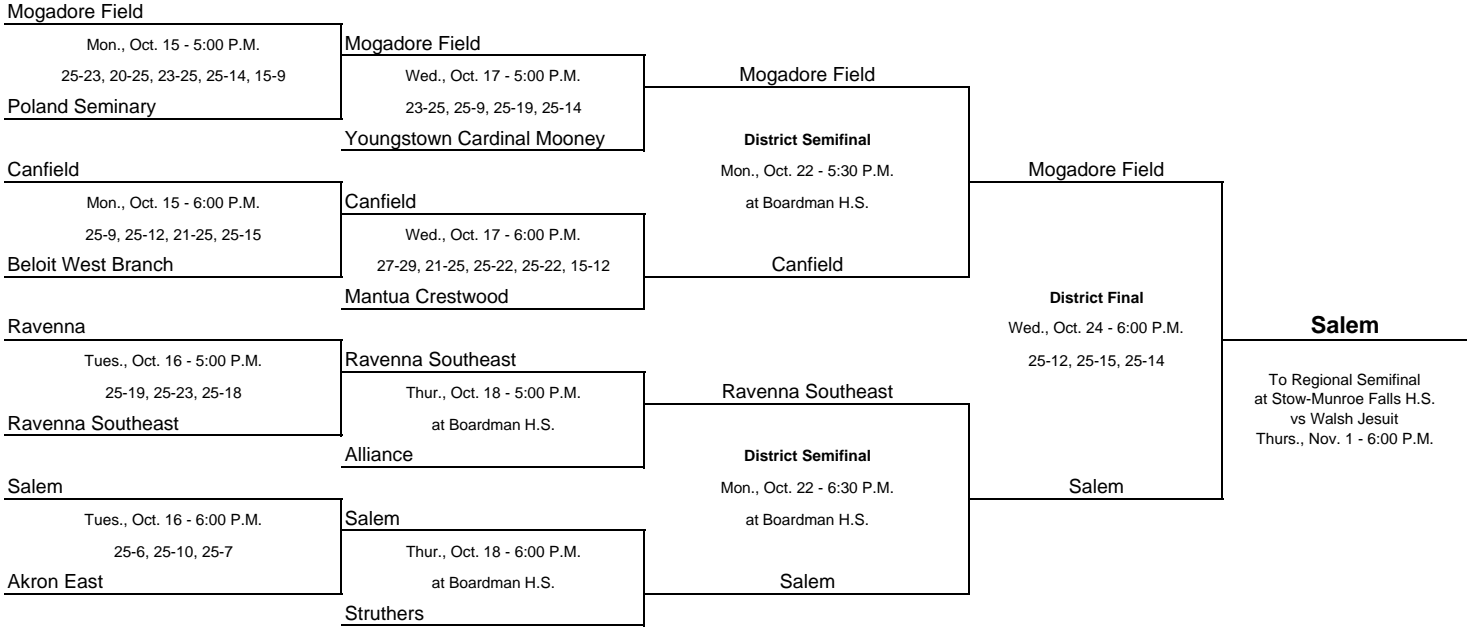 Mogadore Field
Mon., Oct. 15 - 5:00 P.M.
25-23, 20-25, 23-25, 25-14, 15-9
Poland Seminary
Canfield
Mon., Oct. 15 - 6:00 P.M.
25-9, 25-12, 21-25, 25-15
Beloit West Branch
Ravenna
Tues., Oct. 16 - 5:00 P.M.
25-19, 25-23, 25-18
Ravenna Southeast
Salem
Tues., Oct. 16 - 6:00 P.M.
25-6, 25-10, 25-7
Akron East
Mogadore Field
Wed., Oct. 17 - 5:00 P.M.
23-25, 25-9, 25-19, 25-14
Youngstown Cardinal Mooney
Canfield
Wed., Oct. 17 - 6:00 P.M.
27-29, 21-25, 25-22, 25-22, 15-12
Mantua Crestwood
Ravenna Southeast
Thur., Oct. 18 - 5:00 P.M.
at Boardman H.S.
Alliance
Salem
Thur., Oct. 18 - 6:00 P.M.
at Boardman H.S.
Struthers
Mogadore Field
District Semifinal
Mon., Oct. 22 - 5:30 P.M.
at Boardman H.S.
Canfield
Ravenna Southeast
District Semifinal
Mon., Oct. 22 - 6:30 P.M.
at Boardman H.S.
Salem
Mogadore Field
District Final
Wed., Oct. 24 - 6:00 P.M.
25-12, 25-15, 25-14
Salem
Salem
To Regional Semifinal
at Stow-Munroe Falls H.S.
vs Walsh Jesuit
Thurs., Nov. 1 - 6:00 P.M.